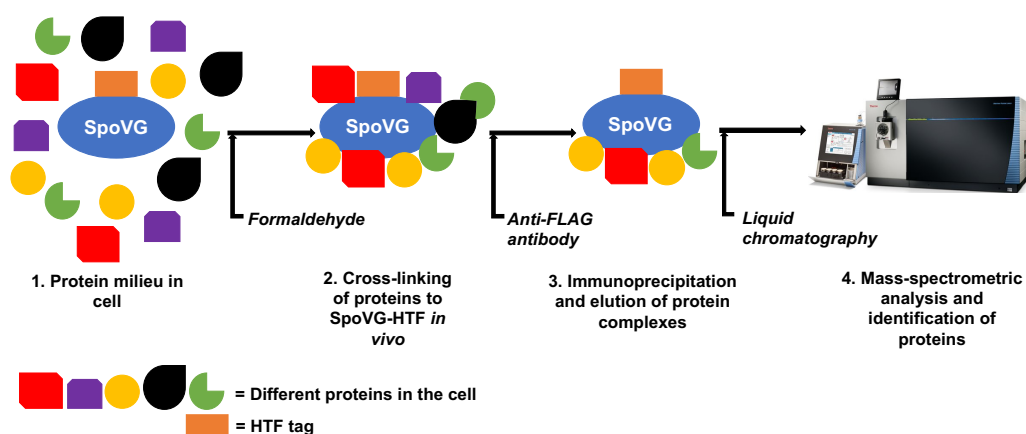 SpoVG
SpoVG
SpoVG
Formaldehyde
Anti-FLAG
antibody
Liquid
chromatography
1. Protein milieu in
cell
2. Cross-linking
of proteins to
SpoVG-HTF in
vivo
3. Immunoprecipitation
and elution of protein
complexes
4. Mass-spectrometric
analysis and
identification of
proteins
= Different proteins in the cell
= HTF tag